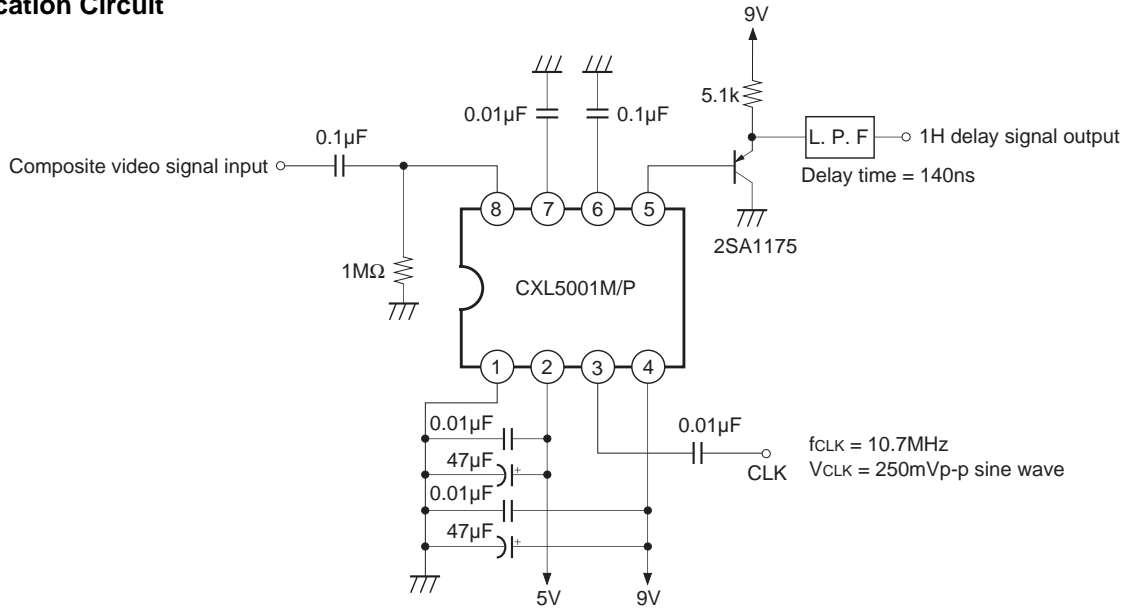 cation Circuit
9V
5.1k
0.01μF
0.1μF
0.1μF
L. P. F
1H delay signal output
Composite video signal input
Delay time = 140ns
8
7
6
5
2SA1175
1MΩ
CXL5001M/P
1
2
3
4
0.01μF
0.01μF
fCLK = 10.7MHz
47μF
+
CLK
VCLK = 250mVp-p sine wave
0.01μF
47μF
+
5V
9V